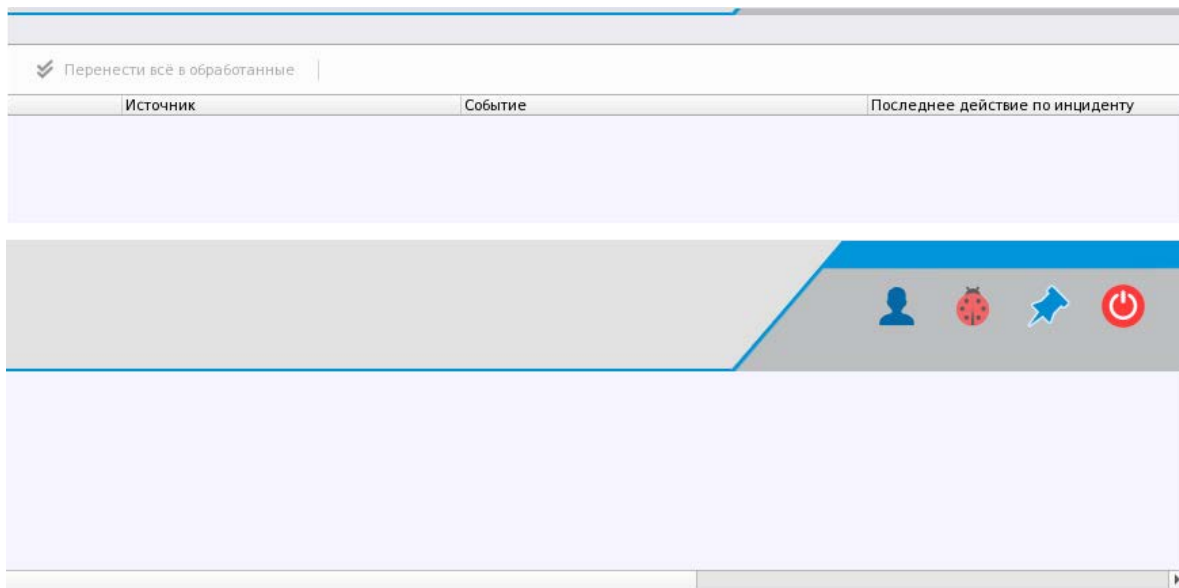 Перенести всё в обработанные
Источник Событие Последнее действие по инциденту